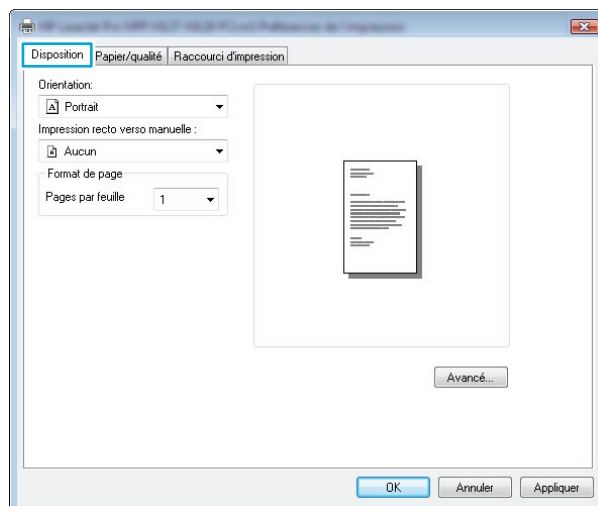 Disposition Papier/qualité Raccourci d'impression
Orientation:
A Portrait
Impression recto verso manuelle :
Aucun
Format de page
Pages par feuille 1
Avancé...
OK Annuler Appliquer